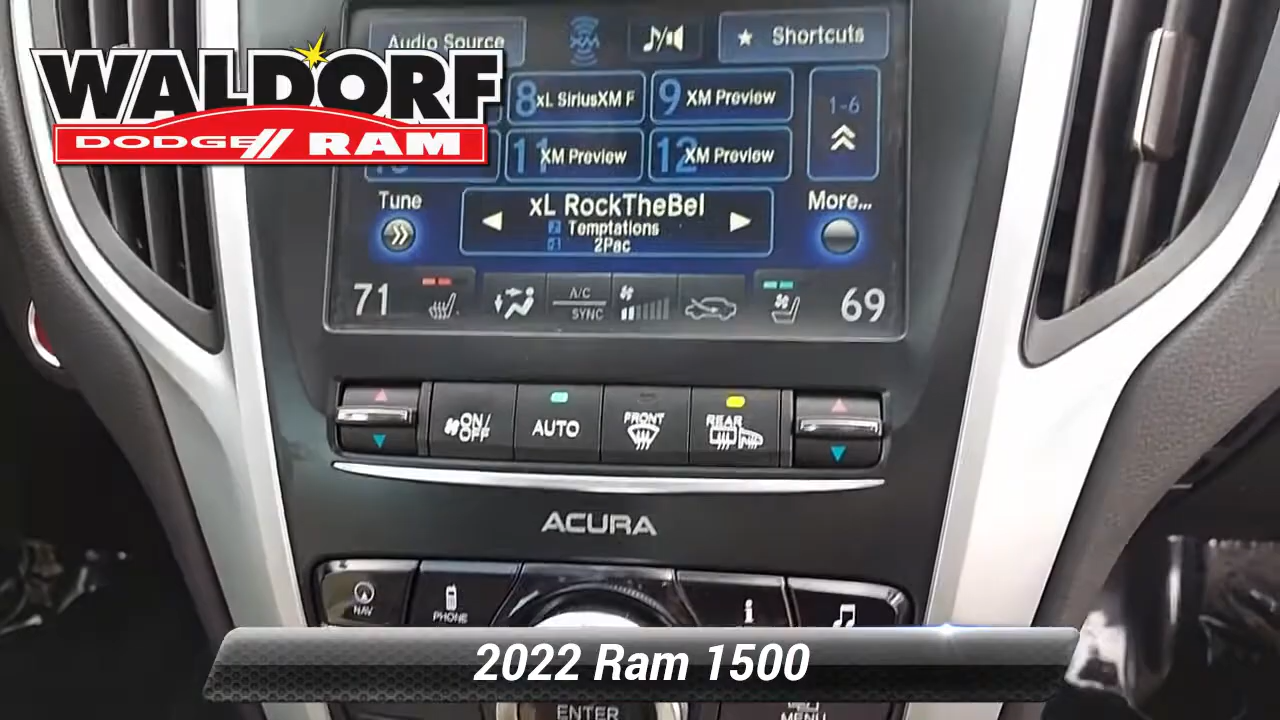 Audio Source
XM
Shortcuts
WALDORF
DODGE RAM
8 xL SiriusXM F
9 XM Preview
1-6
11 XM Preview
12 XM Preview
Tune
xL RockTheBel
More...
Temptations
2Pac
71
A/C
SYNC
69
ON/
OFF
AUTO
FRONT
REAR
ACURA
NAV
PHONE
i
2022 Ram 1500
ENTER
MENU